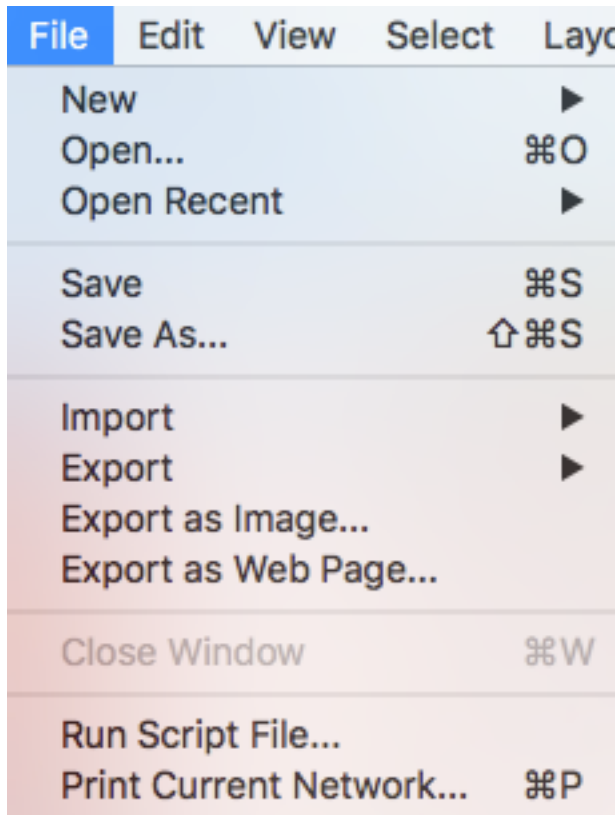 File Edit View Select Layo
New ▶
Open... ⌘O
Open Recent ▶
Save ⌘S
Save As... ⇧⌘S
Import ▶
Export ▶
Export as Image...
Export as Web Page...
Close Window ⌘W
Run Script File...
Print Current Network... ⌘P